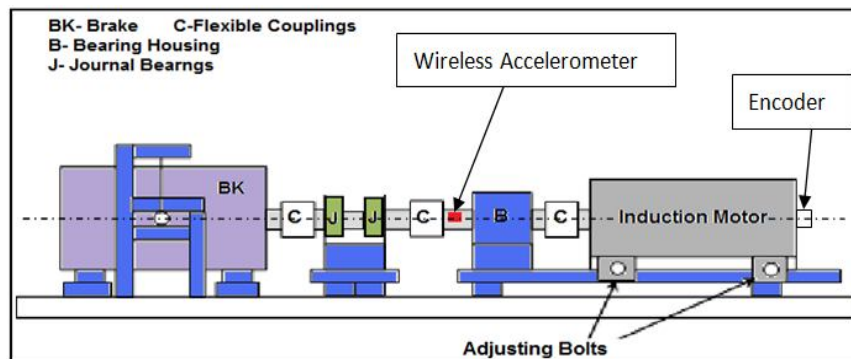 BK- Brake C-Flexible Couplings
B- Bearing Housing
J- Journal Bearngs
Wireless Accelerometer
Encoder
BK
C
J
J
C
B
C
Induction Motor
Adjusting Bolts